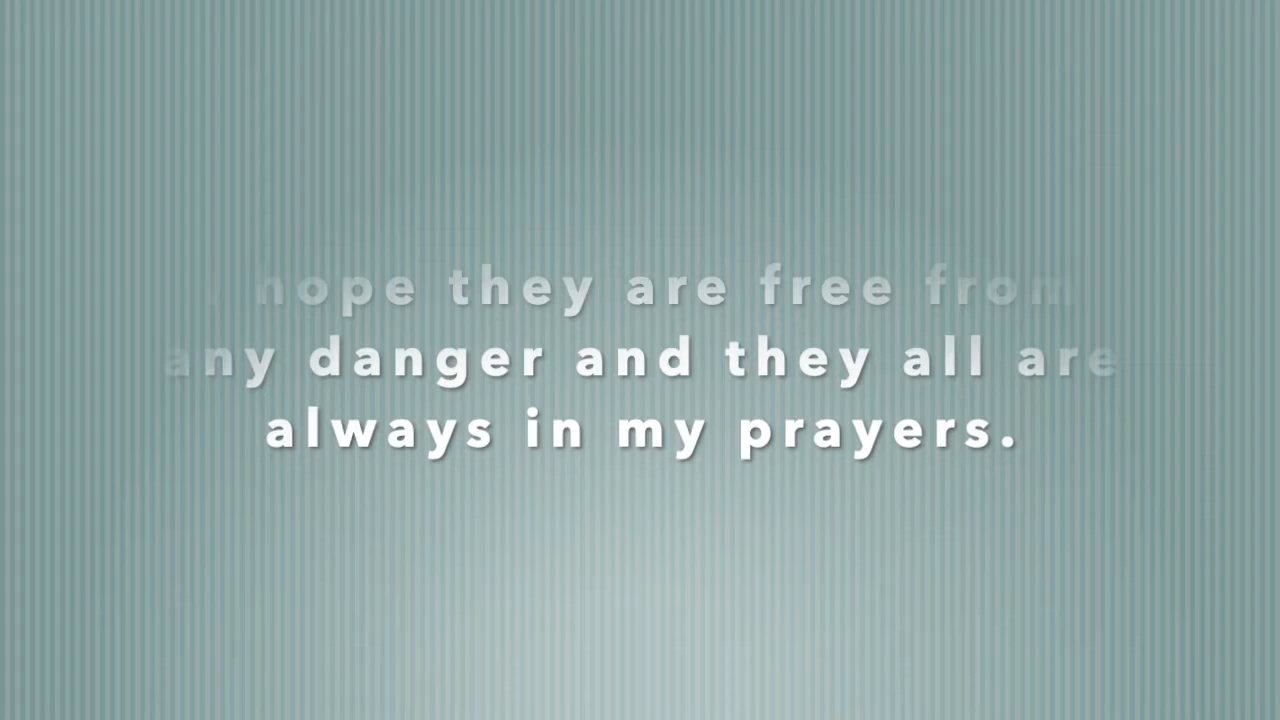 I hope they are free from
any danger and they all are
always in my prayers.